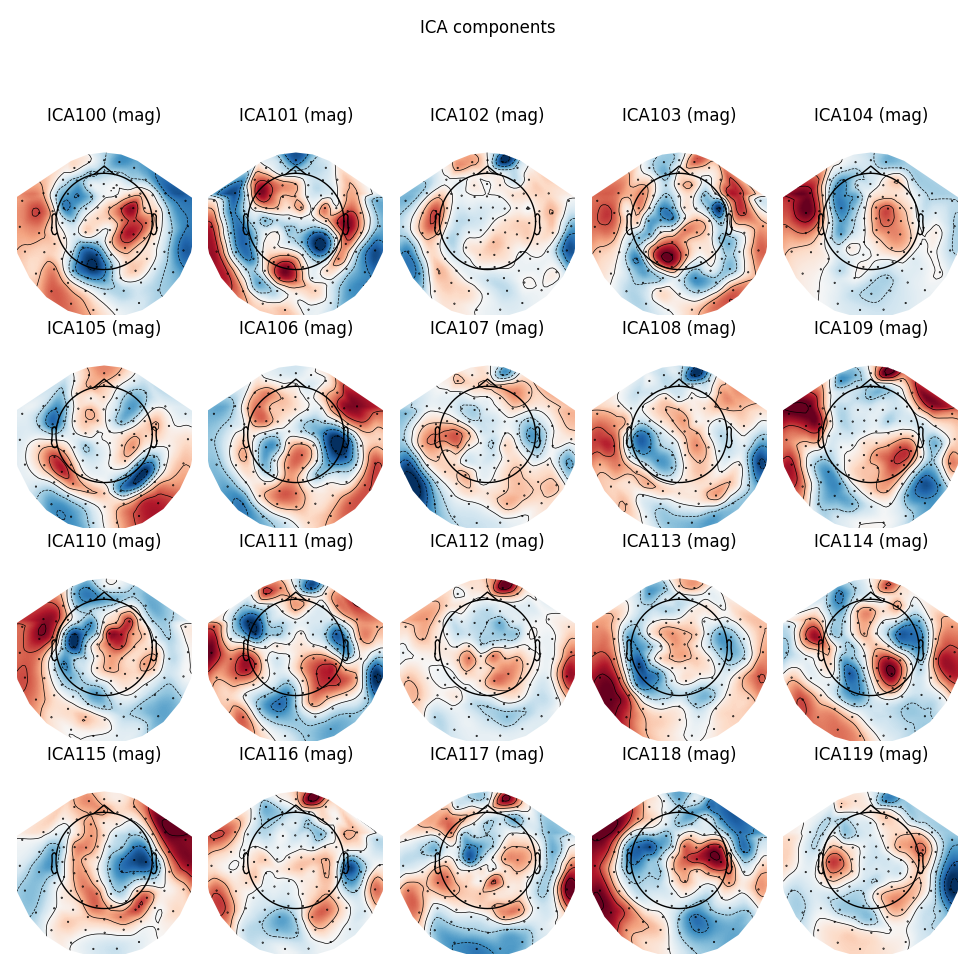 ICA components
ICA100 (mag) ICA101 (mag) ICA102 (mag) ICA103 (mag) ICA104 (mag)
ICA105 (mag) ICA106 (mag) ICA107 (mag) ICA108 (mag) ICA109 (mag)
ICA110 (mag) ICA111 (mag) ICA112 (mag) ICA113 (mag) ICA114 (mag)
ICA115 (mag) ICA116 (mag) ICA117 (mag) ICA118 (mag) ICA119 (mag)